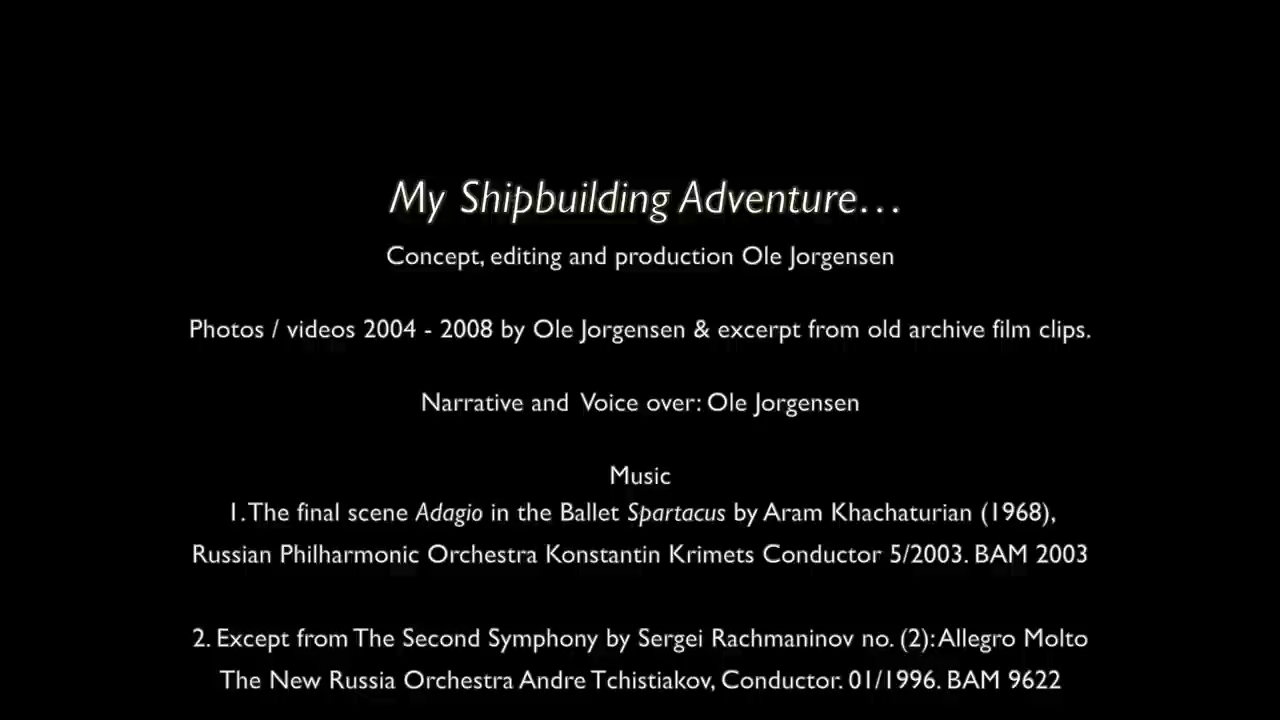 My Shipbuilding Adventure…
Concept, editing and production Ole Jorgensen
Photos / videos 2004 - 2008 by Ole Jorgensen & excerpt from old archive film clips.
Narrative and Voice over: Ole Jorgensen
Music
1. The final scene Adagio in the Ballet Spartacus by Aram Khachaturian (1968),
Russian Philharmonic Orchestra Konstantin Krimets Conductor 5/2003. BAM 2003
2. Except from The Second Symphony by Sergei Rachmaninov no. (2): Allegro Molto
The New Russia Orchestra Andre Tchistiakov, Conductor. 01/1996. BAM 9622